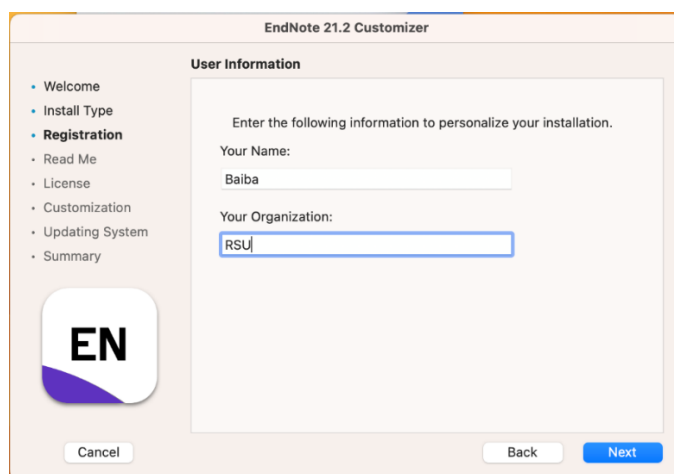 EndNote 21.2 Customizer
User Information
Welcome
Install Type
Registration
Read Me
License
Customization
Updating System
Summary
Enter the following information to personalize your installation.
Your Name:
Baiba
Your Organization:
RSU
EN
Cancel
Back
Next